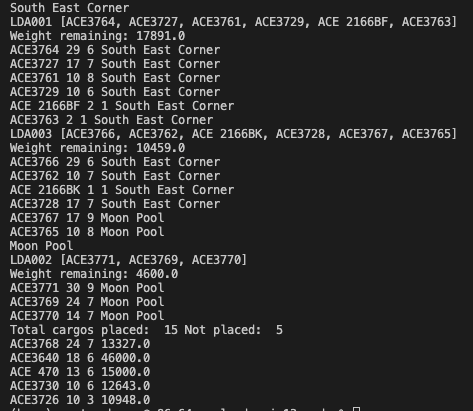 South East Corner
LDA001 [ACE3764, ACE3727, ACE3761, ACE3729, ACE 2166BF, ACE3763]
Weight remaining: 17891.0
ACE3764 29 6 South East Corner
ACE3727 17 7 South East Corner
ACE3761 10 8 South East Corner
ACE3729 10 6 South East Corner
ACE 2166BF 2 1 South East Corner
ACE3763 2 1 South East Corner
LDA003 [ACE3766, ACE3762, ACE 2166BK, ACE3728, ACE3767, ACE3765]
Weight remaining: 10459.0
ACE3766 29 6 South East Corner
ACE3762 10 7 South East Corner
ACE 2166BK 1 1 South East Corner
ACE3728 17 7 South East Corner
ACE3767 17 9 Moon Pool
ACE3765 10 8 Moon Pool
Moon Pool
LDA002 [ACE3771, ACE3769, ACE3770]
Weight remaining: 4600.0
ACE3771 30 9 Moon Pool
ACE3769 24 7 Moon Pool
ACE3770 14 7 Moon Pool
Total cargos placed:  15 Not placed:  5
ACE3768 24 7 13327.0
ACE3640 18 6 46000.0
ACE 470 13 6 15000.0
ACE3730 10 6 12643.0
ACE3726 10 3 10948.0